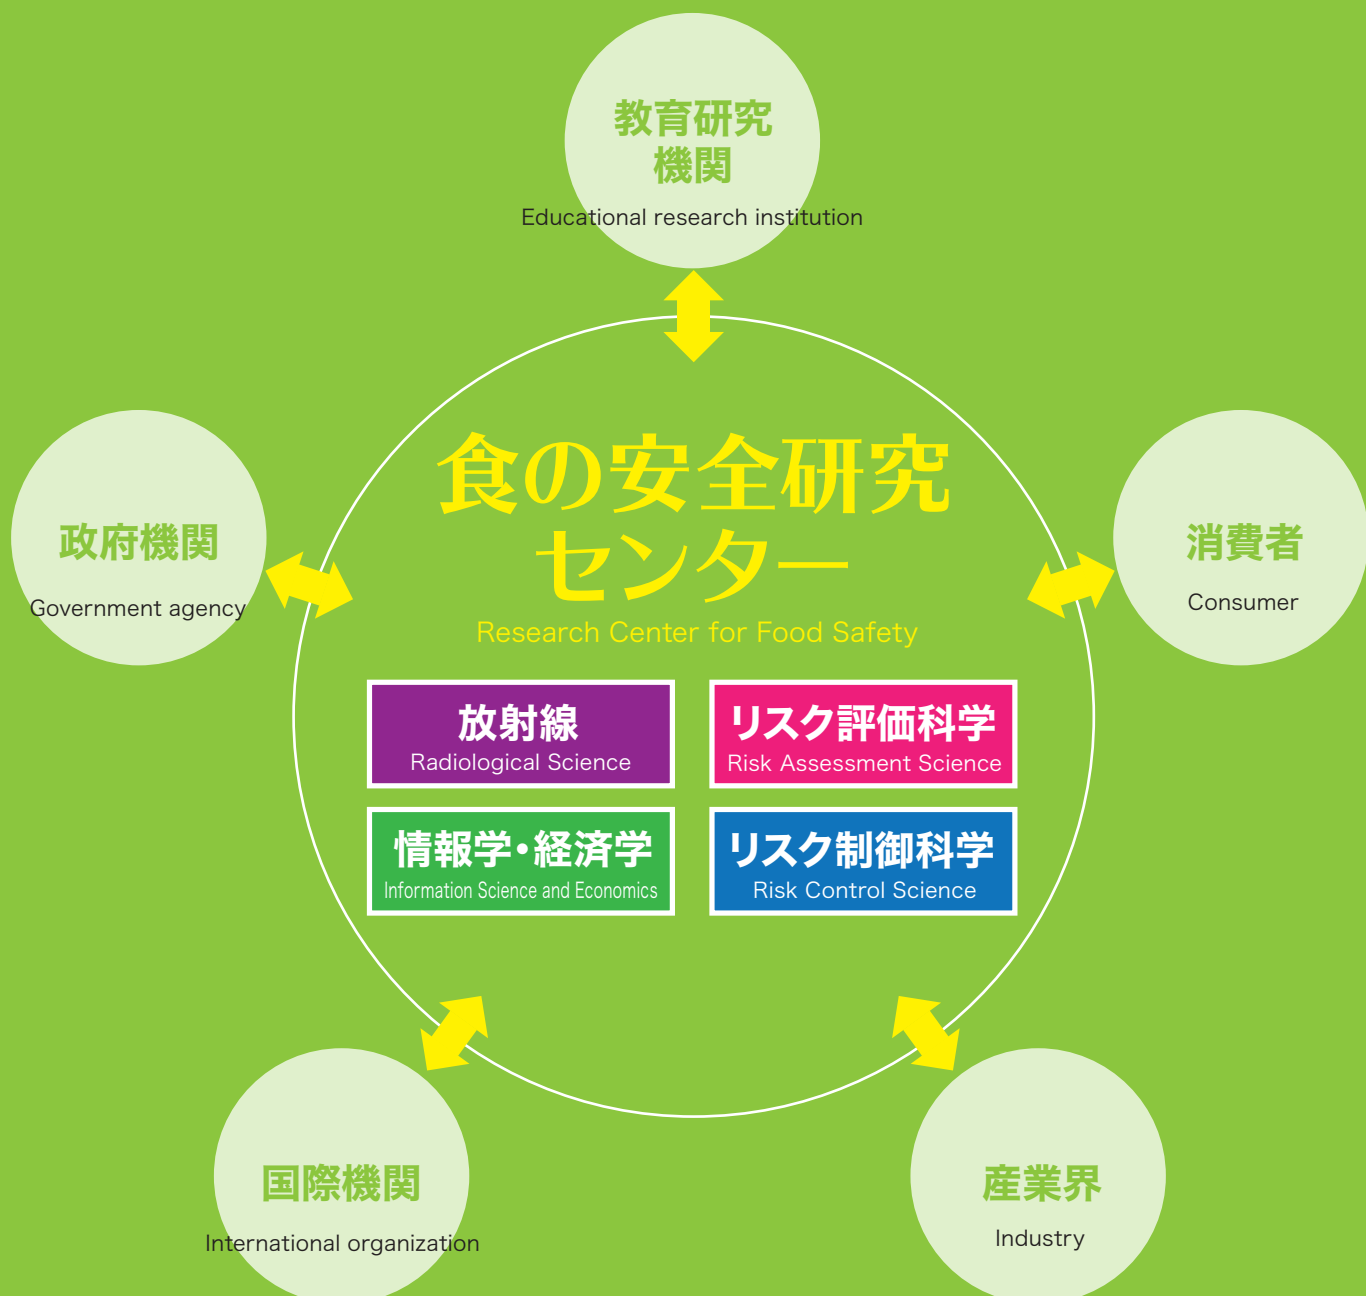 教育研究
機関
Educational research institution
政府機関
Government agency
消費者
Consumer
食の安全研究
センター
Research Center for Food Safety
放射線
Radiological Science
リスク評価科学
Risk Assessment Science
情報学・経済学
Information Science and Economics
リスク制御科学
Risk Control Science
国際機関
International organization
産業界
Industry